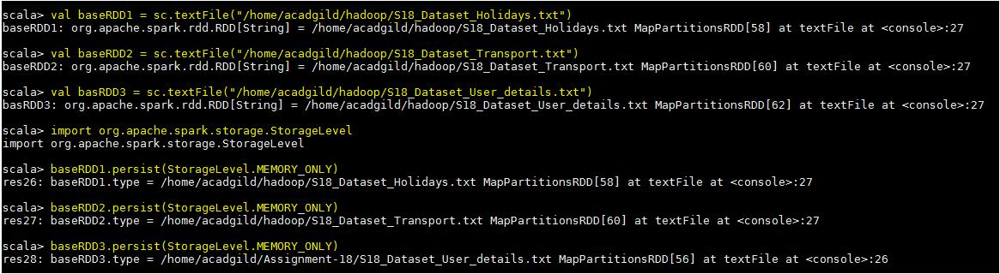 scala> val baseRDD1 = sc.textFile("/home/acadgild/hadoop/S18_Dataset_Holidays.txt")
baseRDD1: org.apache.spark.rdd.RDD[String] = /home/acadgild/hadoop/S18_Dataset_Holidays.txt MapPartitionsRDD[58] at textFile at <console>:27
scala> val baseRDD2 = sc.textFile("/home/acadgild/hadoop/S18_Dataset_Transport.txt")
baseRDD2: org.apache.spark.rdd.RDD[String] = /home/acadgild/hadoop/S18_Dataset_Transport.txt MapPartitionsRDD[60] at textFile at <console>:27
scala> val basRDD3 = sc.textFile("/home/acadgild/hadoop/S18_Dataset_User_details.txt")
basRDD3: org.apache.spark.rdd.RDD[String] = /home/acadgild/hadoop/S18_Dataset_User_details.txt MapPartitionsRDD[62] at textFile at <console>:27
scala> import org.apache.spark.storage.StorageLevel
import org.apache.spark.storage.StorageLevel
scala> baseRDD1.persist(StorageLevel.MEMORY_ONLY)
res26: baseRDD1.type = /home/acadgild/hadoop/S18_Dataset_Holidays.txt MapPartitionsRDD[58] at textFile at <console>:27
scala> baseRDD2.persist(StorageLevel.MEMORY_ONLY)
res27: baseRDD2.type = /home/acadgild/hadoop/S18_Dataset_Transport.txt MapPartitionsRDD[60] at textFile at <console>:27
scala> baseRDD3.persist(StorageLevel.MEMORY_ONLY)
res28: baseRDD3.type = /home/acadgild/Assignment-18/S18_Dataset_User_details.txt MapPartitionsRDD[56] at textFile at <console>:26